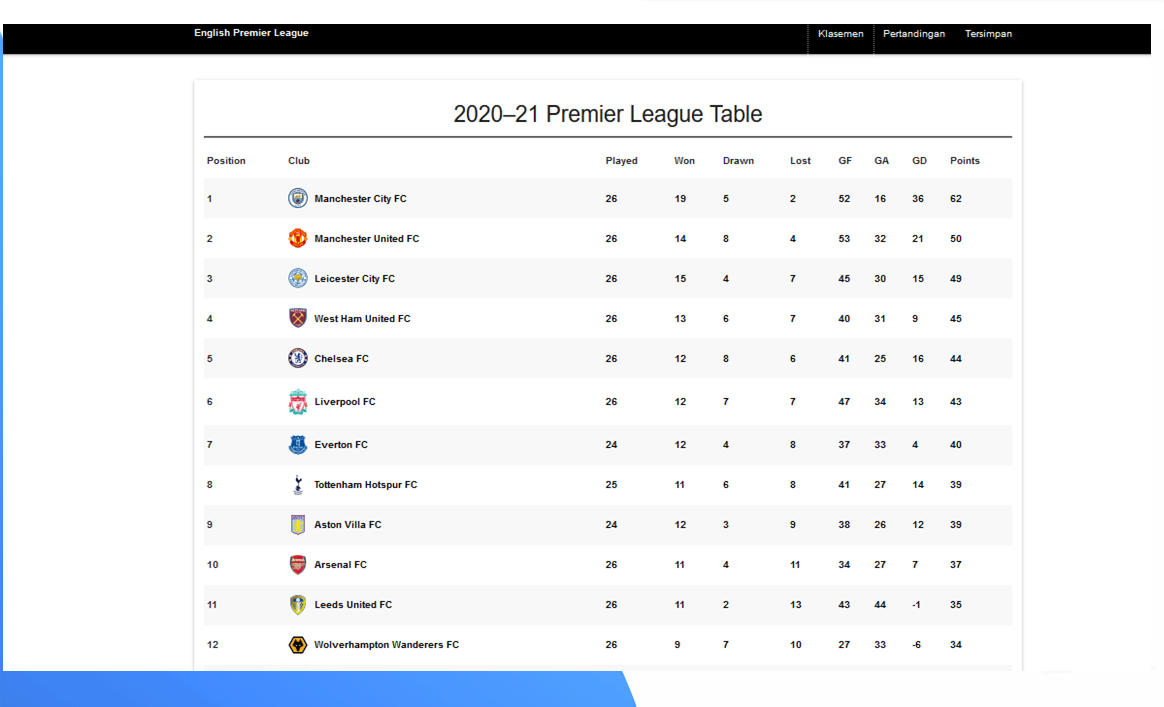 English Premier League Klasemen Pertandingan Tersimpan
2020–21 Premier League Table
Position Club Played Won Drawn Lost GF GA GD Points
1 Manchester City FC 26 19 5 2 52 16 36 62
2 Manchester United FC 26 14 8 4 53 32 21 50
3 Leicester City FC 26 15 4 7 45 30 15 49
4 West Ham United FC 26 13 6 7 40 31 9 45
5 Chelsea FC 26 12 8 6 41 25 16 44
6 Liverpool FC 26 12 7 7 47 34 13 43
7 Everton FC 24 12 4 8 37 33 4 40
8 Tottenham Hotspur FC 25 11 6 8 41 27 14 39
9 Aston Villa FC 24 12 3 9 38 26 12 39
10 Arsenal FC 26 11 4 11 34 27 7 37
11 Leeds United FC 26 11 2 13 43 44 -1 35
12 Wolverhampton Wanderers FC 26 9 7 10 27 33 -6 34